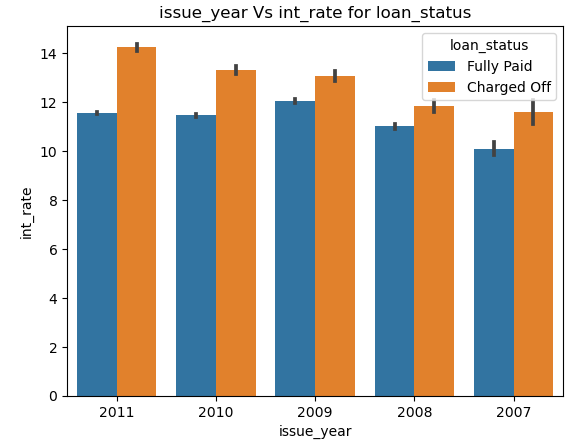 issue_year Vs int_rate for loan_status
loan_status
Fully Paid
Charged Off
int_rate
14
12
10
8
6
4
2
0
2011 2010 2009 2008 2007
issue_year